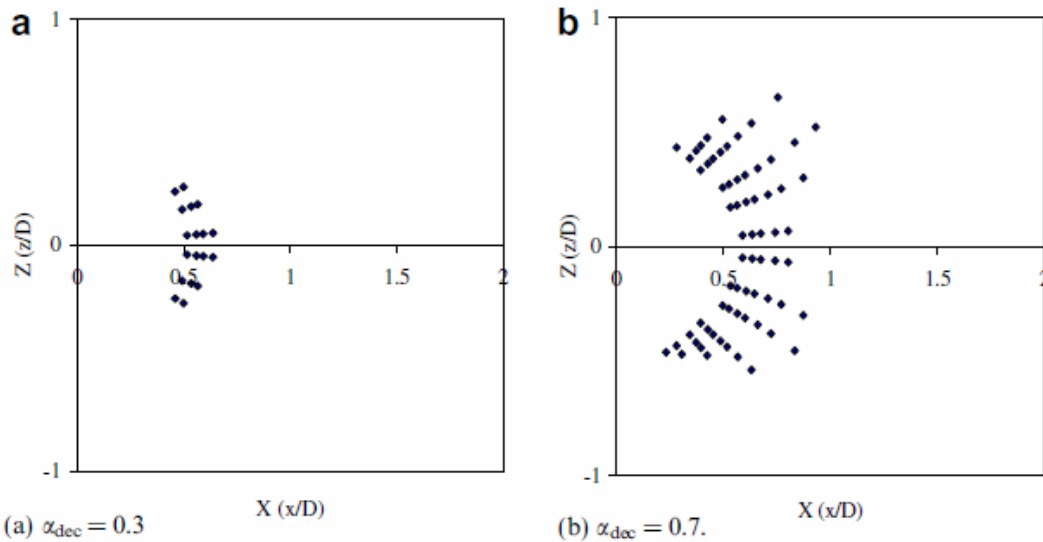 a
1
Z (z/D)
0
0
0.5
1
1.5
2
-1
X (x/D)
(a) αdec = 0.3
b
1
Z (z/D)
0
0
0.5
1
1.5
2
-1
X (x/D)
(b) αdec = 0.7.